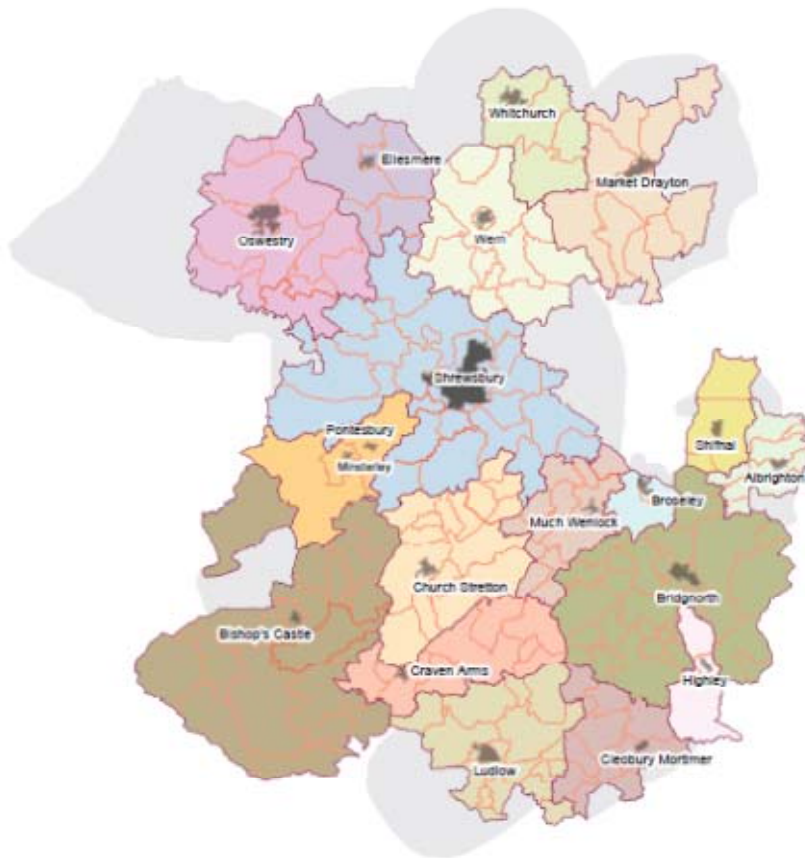 Whitchurch
Ellesmere
Market Drayton
Oswestry
Wem
Shrewsbury
Pontesbury
Minsterley
Shifnal
Albrighton
Broseley
Much Wenlock
Church Stretton
Bridgnorth
Bishop's Castle
Craven Arms
Highley
Cleobury Mortimer
Ludlow